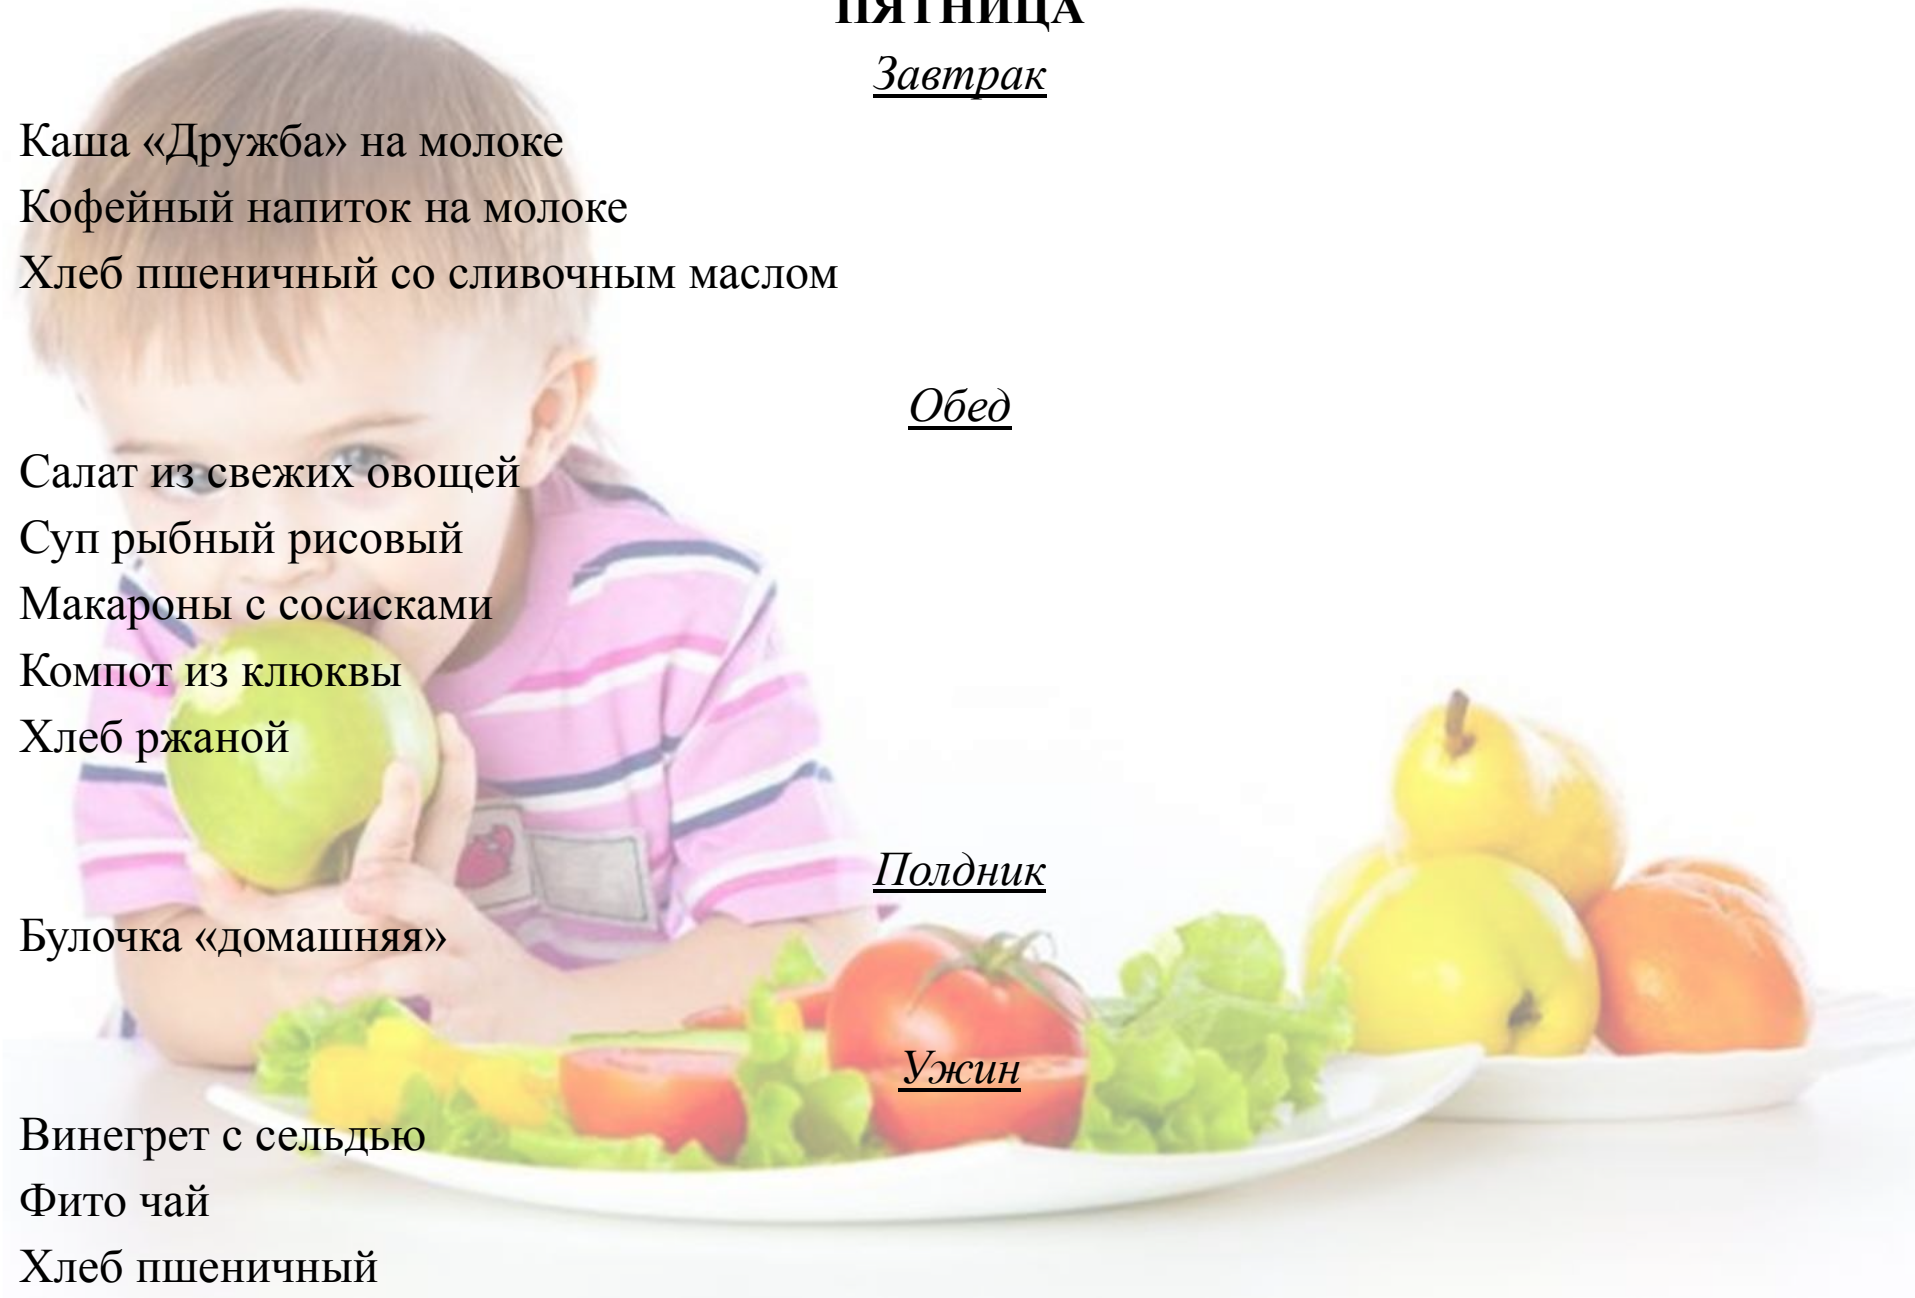 ПЯТНИЦА
Завтрак
Каша «Дружба» на молоке
Кофейный напиток на молоке
Хлеб пшеничный со сливочным маслом
Обед
Салат из свежих овощей
Суп рыбный рисовый
Макароны с сосисками
Компот из клюквы
Хлеб ржаной
Полдник
Булочка «домашняя»
Ужин
Винегрет с сельдью
Фито чай
Хлеб пшеничный